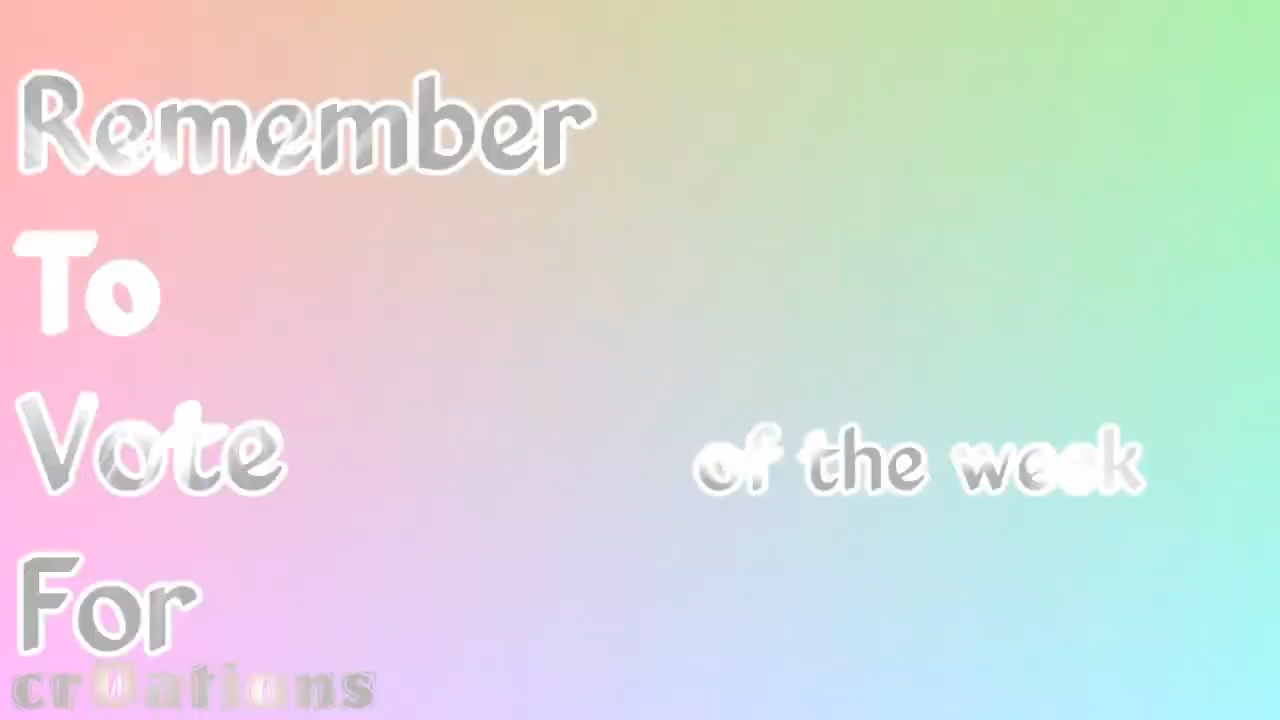 Remember
To
Vote
of the week
For